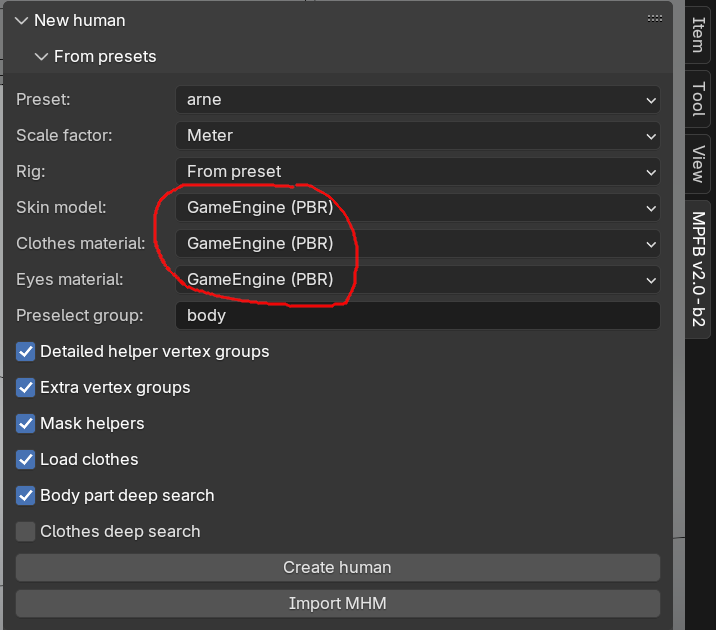 New human
From presets
Preset: arne
Scale factor: Meter
Rig: From preset
Skin model: GameEngine (PBR)
Clothes material: GameEngine (PBR)
Eyes material: GameEngine (PBR)
Preselect group: body
Detailed helper vertex groups
Extra vertex groups
Mask helpers
Load clothes
Body part deep search
Clothes deep search
Create human
Import MHM
Item
Tool
View
MPFB v2.0-b2